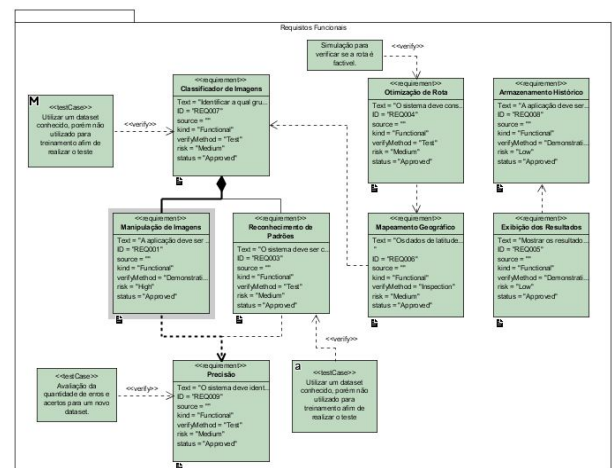 Requisitos Funcionais
Simulação para
verificar se a rota é
factivel.
<<verify>>
<<requirement>>
Classificador de Imagens
Text = "Identificar a qual gru...
ID = "REQ007"
source = ""
kind = "Functional"
verifyMethod = "Test"
risk = "Medium"
status = "Approved"
<<requirement>>
Otimização de Rota
Text = "O sistema deve cons...
ID = "REQ004"
source = ""
kind = "Functional"
verifyMethod = "Test"
risk = "Medium"
status = "Approved"
<<requirement>>
Armazenamento Histórico
Text = "A aplicação deve ser...
ID = "REQ008"
source = ""
kind = "Functional"
verifyMethod = "Demonstrati...
risk = "Low"
status = "Approved"
M
<<testCase>>
Utilizar um dataset
conhecido, porém não
utilizado para
treinamento afim de
realizar o teste
<<verify>>
<<requirement>>
Manipulação de Imagens
Text = "A aplicação deve ser ...
ID = "REQ001"
source = ""
kind = "Functional"
verifyMethod = "Demonstrati...
risk = "High"
status = "Approved"
<<requirement>>
Reconhecimento de
Padrões
Text = "O sistema deve ser c...
ID = "REQ003"
source = ""
kind = "Functional"
verifyMethod = "Test"
risk = "Medium"
status = "Approved"
<<requirement>>
Mapeamento Geográfico
Text = "Os dados de latitude...
"
ID = "REQ006"
source = ""
kind = "Functional"
verifyMethod = "Inspection"
risk = "Medium"
status = "Approved"
<<requirement>>
Exibição dos Resultados
Text = "Mostrar os resultado...
ID = "REQ005"
source = ""
kind = "Functional"
verifyMethod = "Demonstrati...
risk = "Low"
status = "Approved"
<<verify>>
<<testCase>>
Avaliação da
quantidade de erros e
acertos para um novo
dataset.
<<verify>>
<<requirement>>
Precisão
Text = "O sistema deve ident...
ID = "REQ009"
source = ""
kind = "Functional"
verifyMethod = "Test"
risk = "Medium"
status = "Approved"
a
<<testCase>>
Utilizar um dataset
conhecido, porém não
utilizado para
treinamento afim de
realizar o teste